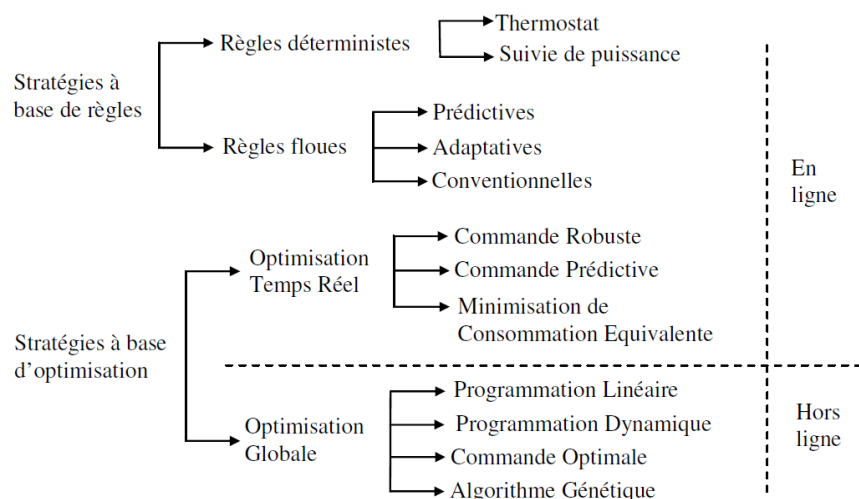 Thermostat
Règles déterministes
Suivie de puissance
Stratégies à
base de règles
Prédictives
Règles floues
Adaptatives
Conventionnelles
En
ligne
Optimisation
Temps Réel
Commande Robuste
Commande Prédictive
Minimisation de
Consommation Equivalente
Stratégies à base
d'optimisation
Optimisation
Globale
Programmation Linéaire
Programmation Dynamique
Commande Optimale
Algorithme Génétique
Hors
ligne